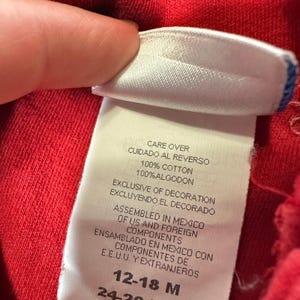 CARE OVER
CUIDADO AL REVERSO
100% COTTON
100%ALGODON
EXCLUSIVE OF DECORATION
EXCLUYENDO EL DECORADO
ASSEMBLED IN MEXICO
OF US AND FOREIGN
COMPONENTS
ENSAMBLADO EN MEXICO CON
COMPONENTES DE
E.E.U.U. Y EXTRANJEROS
12-18 M